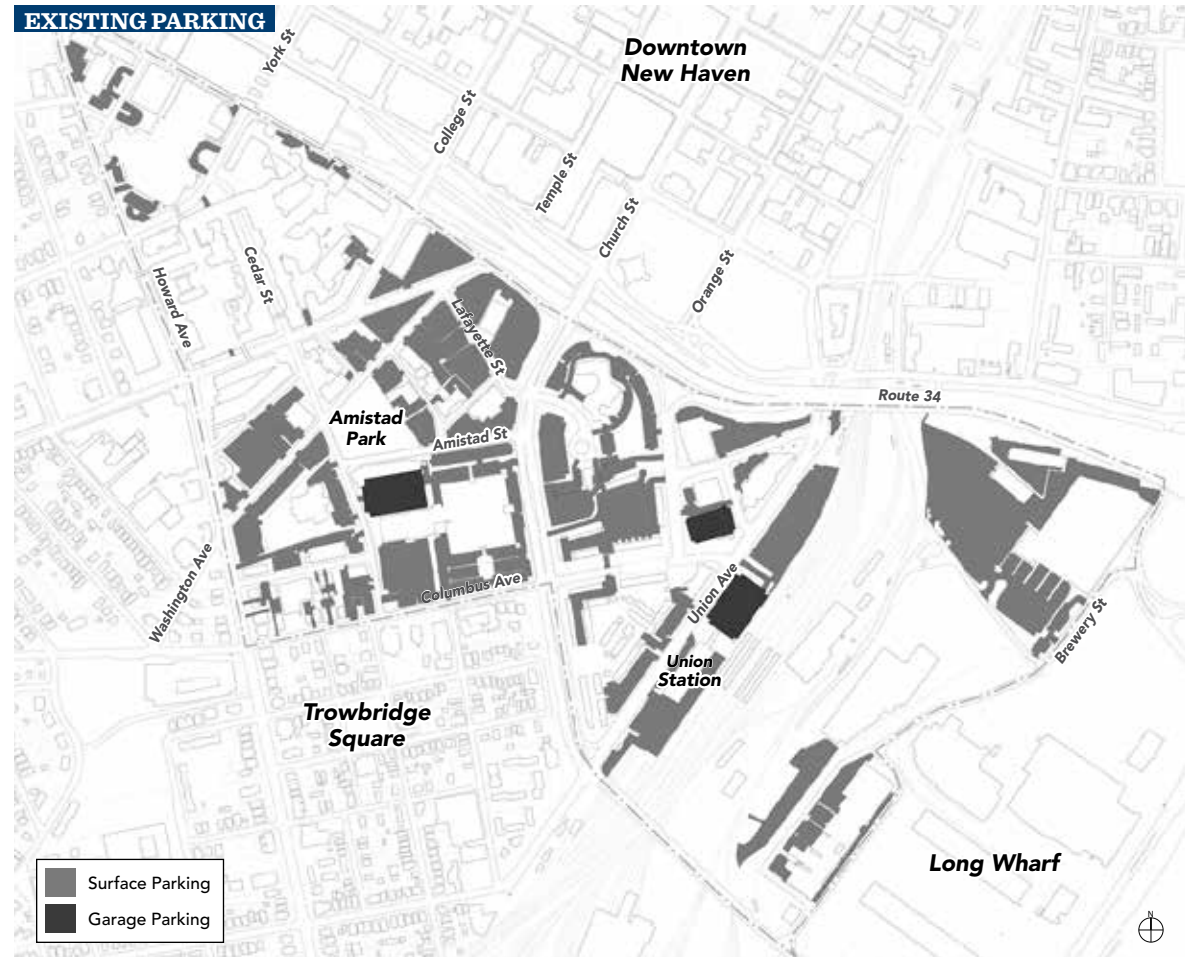 EXISTING PARKING
York St
Downtown
New Haven
College St
Temple St
Church St
Orange St
Cedar St
Howard Ave
Lafayette St
Route 34
Amistad
Park
Amistad St
Washington Ave
Columbus Ave
Union Ave
Brewery St
Union
Station
Trowbridge
Square
Long Wharf
Surface Parking
Garage Parking
N